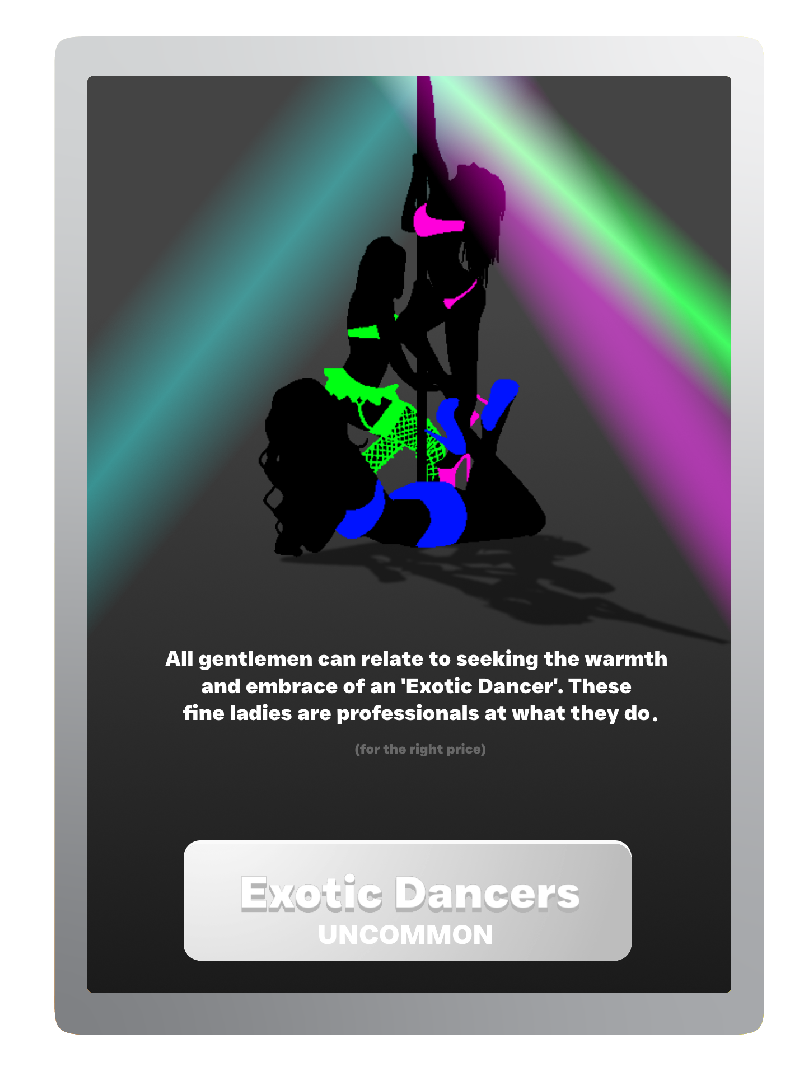 All gentlemen can relate to seeking the warmth
and embrace of an 'Exotic Dancer'. These
fine ladies are professionals at what they do.
(for the right price)
Exotic Dancers
UNCOMMON